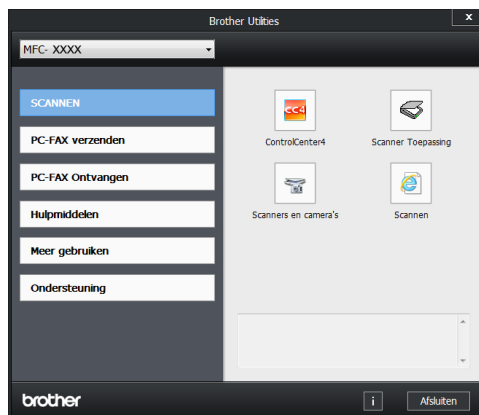 Brother Utilities
x
MFC- XXXX
SCANNEN
PC-FAX verzenden
PC-FAX Ontvangen
Hulpmiddelen
Meer gebruiken
Ondersteuning
CC4
ControlCenter4
Scanner Toepassing
Scanners en camera's
Scannen
brother
i
Afsluiten